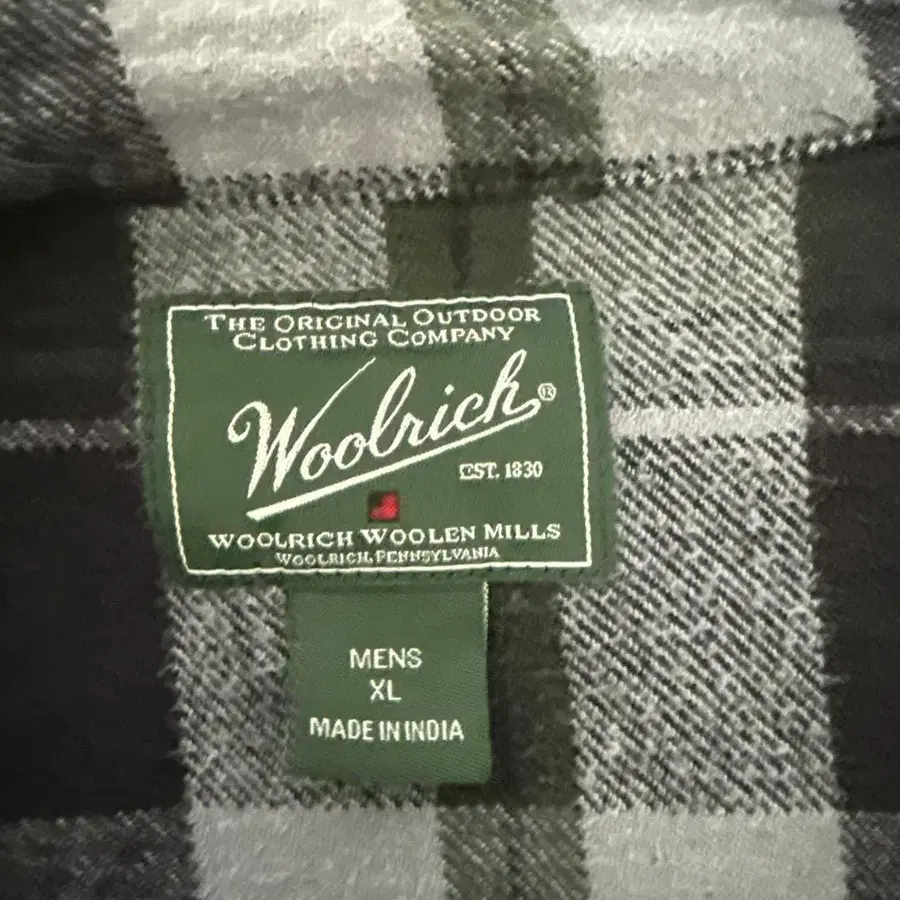 THE ORIGINAL OUTDOOR
CLOTHING COMPANY
Woolrich®
EST. 1830
WOOLRICH WOOLEN MILLS
WOOLRICH, PENNSYLVANIA
MENS
XL
MADE IN INDIA